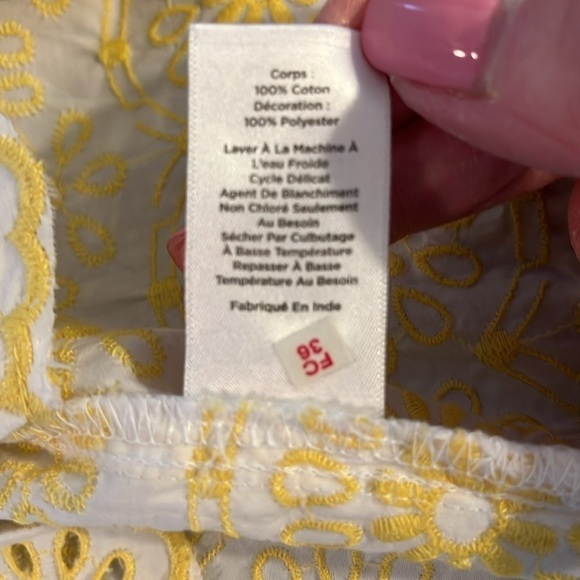 Corps :
100% Coton
Décoration :
100% Polyester
Laver À La Machine À
L'eau Froide
Cycle Délicat
Agent De Blanchiment
Non Chloré Seulement
Au Besoin
Sécher Par Culbutage
À Basse Température
Repasser À Basse
Température Au Besoin
Fabriqué En Inde
FC
36